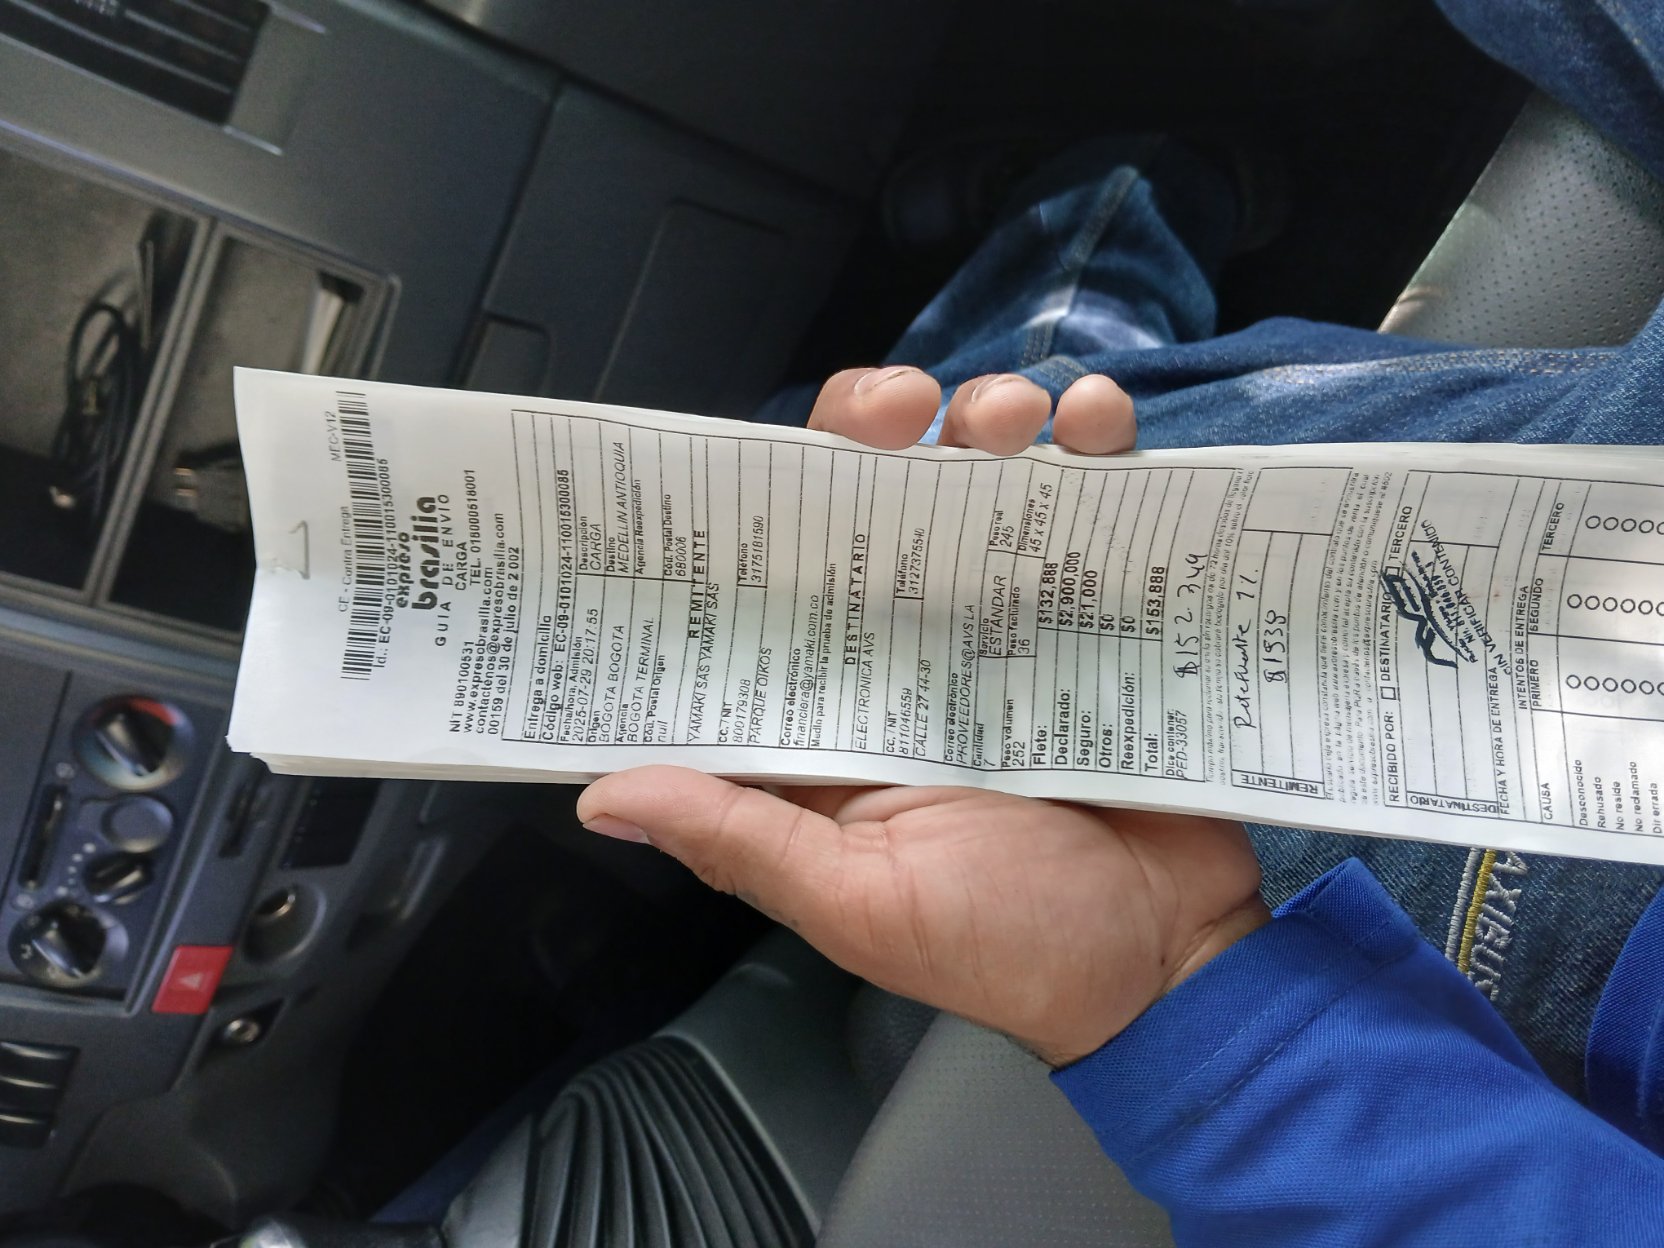 CE - Contra Entrega MEC-V12
Id.: EC-09-0101024-110015300085
expreso
brasilia
GUIA DE ENVIO
CARGA
NIT 890100531 TEL. 018000518001
www.expresobrasilia.com
contactenos@expresobrasilia.com
00159 del 30 de julio de 2 002
Entrega a domicilio
Código web: EC-09-0101024-110015300085
Fecha/hora, Admisión Descripcion
2025-07-29 20:17:55 CARGA
Origen Destino
BOGOTA BOGOTA MEDELLIN ANTIOQUIA
Agencia Agencia Reexpedición
BOGOTA TERMINAL
Cód. Postal Origen Cód. Postal Destino
null 680006
REMITENTE
YAMAKI SAS YAMAKI SAS
CC. / NIT Teléfono
800179308 3175181590
PARQUE OIKOS
Correo electrónico
financiera@yamaki.com.co
Medio para recibir la prueba de admisión
DESTINATARIO
ELECTRONICA AVS
CC. / NIT Teléfono
811046559 3127375540
CALLE 27 44-30
Correo electrónico
PROVEEDORES@AVS.LA
Cantidad Servicio Peso real
7 ESTÁNDAR 245
Peso volumen Peso facturado Dimensiones
252 36 45 x 45 x 45
Flete: $132,888
Declarado: $2,900,000
Seguro: $21,000
Otros: $0
Reexpedición: $0
Total: $153,888
Dice contener:
PED-33057 $152.349
Retefuente 1%.
$1538
REMITENTE
RECIBIDO POR: DESTINATARIO TERCERO
DESTINATARIO
SIN VERIFICAR CONTENIDO
FECHA Y HORA DE ENTREGA
INTENTOS DE ENTREGA
CAUSA PRIMERO SEGUNDO TERCERO
Desconocido
Rehusado
No reside
No reclamado
Dir errada